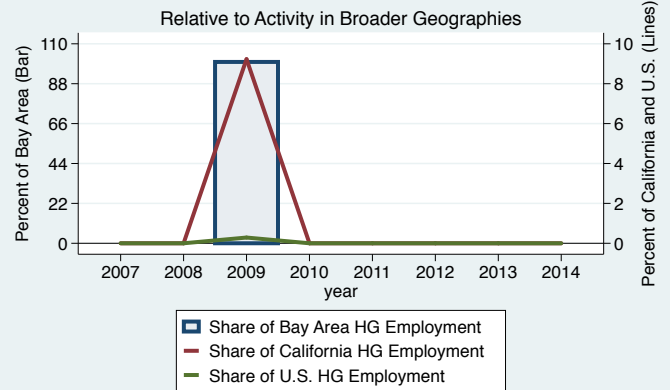 Relative to Activity in Broader Geographies
Percent of Bay Area (Bar)
110
88
66
44
22
0
Percent of California and U.S. (Lines)
10
8
6
4
2
0
2007 2008 2009 2010 2011 2012 2013 2014
year
Share of Bay Area HG Employment
Share of California HG Employment
Share of U.S. HG Employment